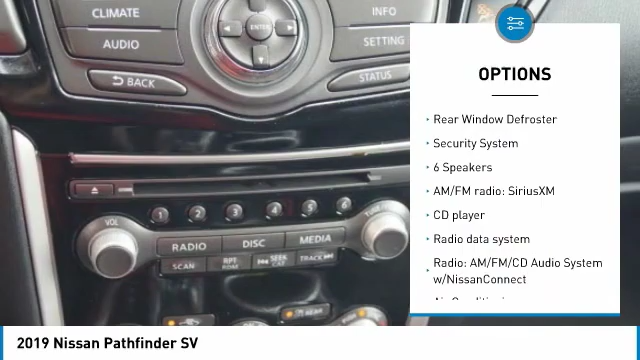 CLIMATE
INFO
ENTER
AUDIO
SETTING
BACK
STATUS
VOL
1 2 3 4 5 6
RADIO DISC MEDIA
SCAN RPT SEEK TRACK
REAR
OPTIONS
Rear Window Defroster
Security System
6 Speakers
AM/FM radio: SiriusXM
CD player
Radio data system
Radio: AM/FM/CD Audio System
w/NissanConnect
2019 Nissan Pathfinder SV